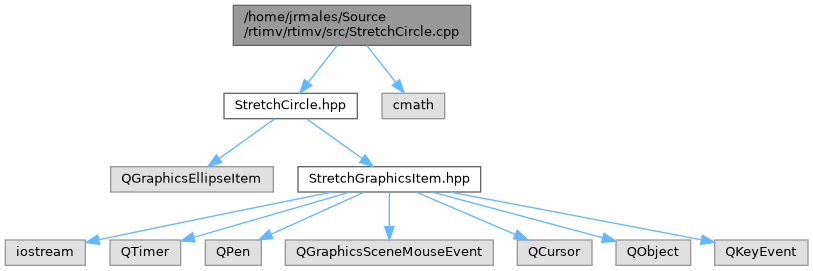 /home/jrmales/Source
/rtimv/rtimv/src/StretchCircle.cpp
StretchCircle.hpp
cmath
QGraphicsEllipseItem
StretchGraphicsItem.hpp
iostream
QTimer
QPen
QGraphicsSceneMouseEvent
QCursor
QObject
QKeyEvent